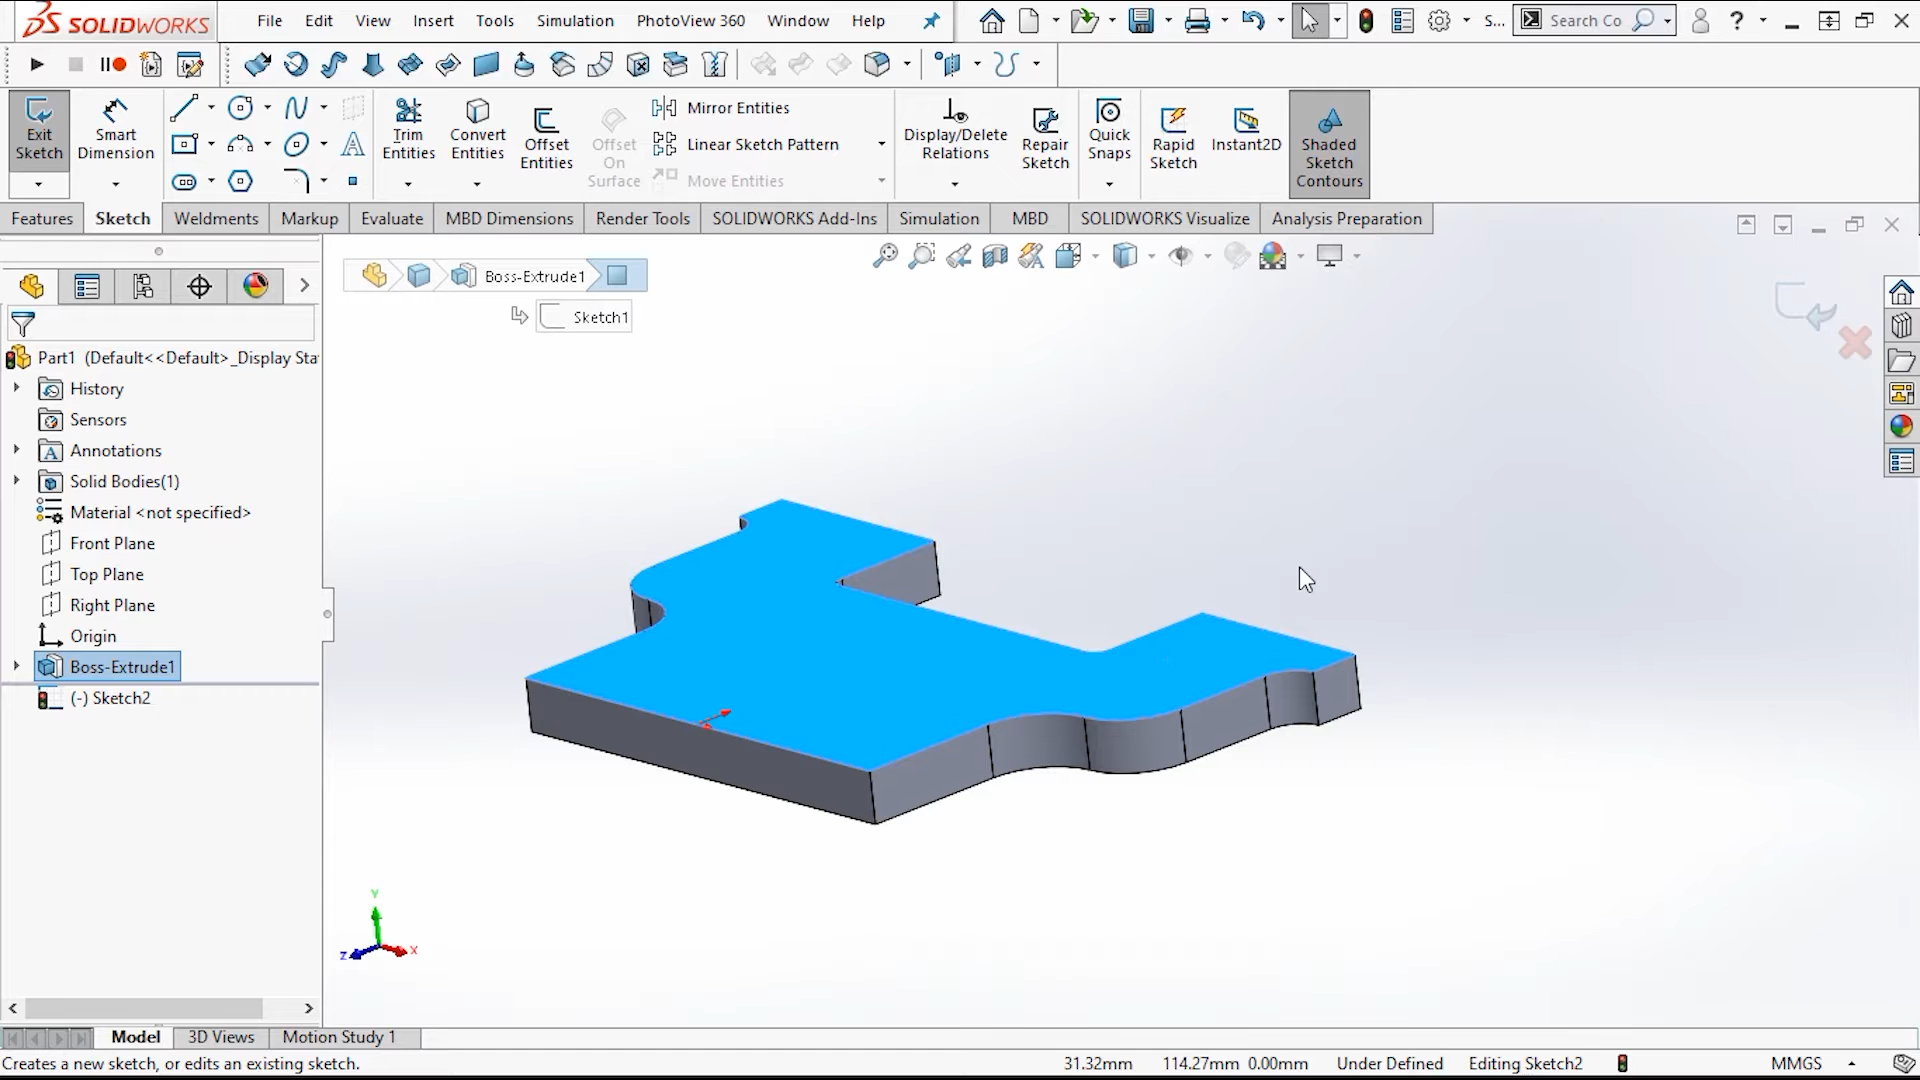 SOLIDWORKS File Edit View Insert Tools Simulation PhotoView 360 Window Help S... Search Co
Exit Sketch
Smart Dimension
Trim Entities
Convert Entities
Offset Entities
Offset On Surface
Mirror Entities
Linear Sketch Pattern
Move Entities
Display/Delete Relations
Repair Sketch
Quick Snaps
Rapid Sketch
Instant2D
Shaded Sketch Contours
Features Sketch Weldments Markup Evaluate MBD Dimensions Render Tools SOLIDWORKS Add-Ins Simulation MBD SOLIDWORKS Visualize Analysis Preparation
Boss-Extrude1
Sketch1
Part1 (Default<<Default>_Display Sta
History
Sensors
Annotations
Solid Bodies(1)
Material <not specified>
Front Plane
Top Plane
Right Plane
Origin
Boss-Extrude1
(-) Sketch2
Y
Z X
Model 3D Views Motion Study 1
Creates a new sketch, or edits an existing sketch. 31.32mm 114.27mm 0.00mm Under Defined Editing Sketch2 MMGS